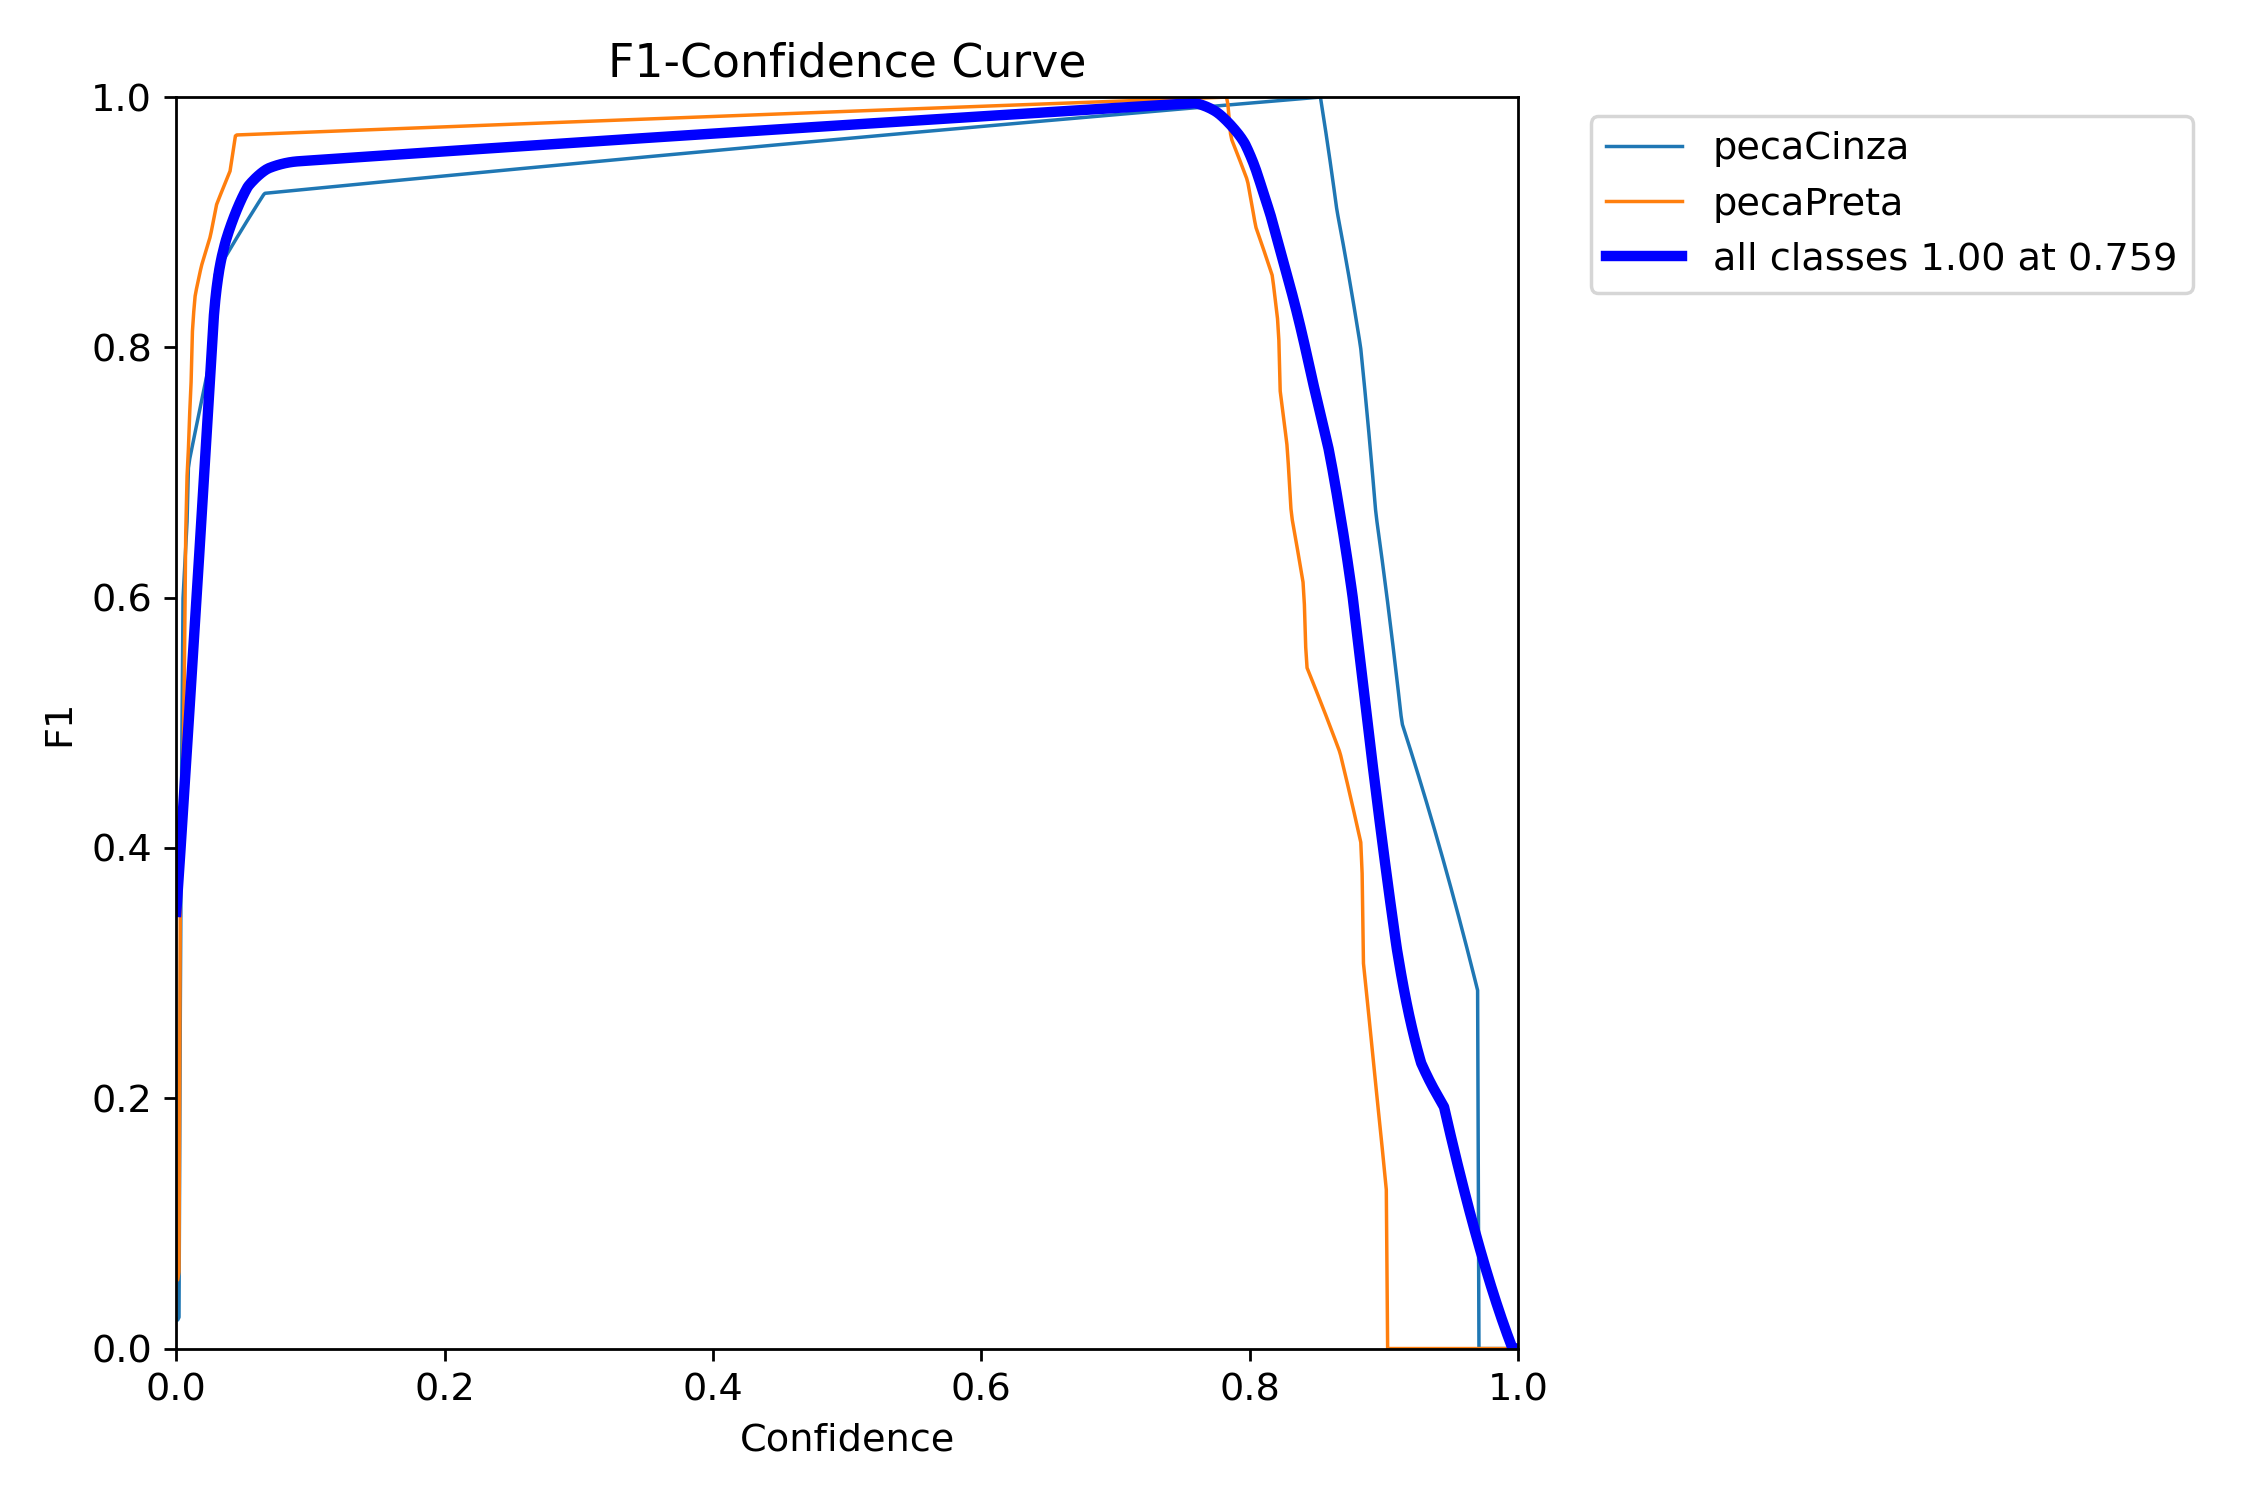 F1-Confidence Curve
1.0
0.8
0.6
0.4
0.2
0.0
F1
0.0 0.2 0.4 0.6 0.8 1.0
Confidence
pecaCinza
pecaPreta
all classes 1.00 at 0.759